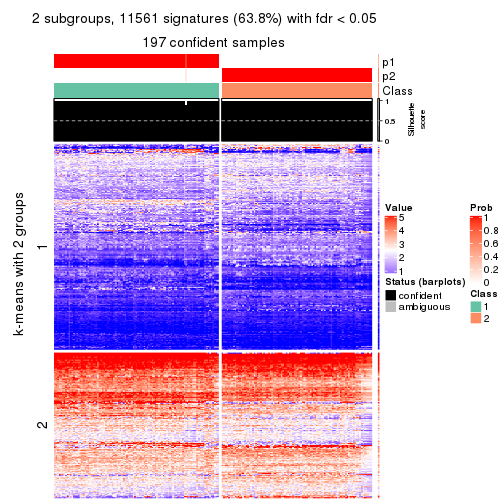 2 subgroups, 11561 signatures (63.8%) with fdr < 0.05
197 confident samples
p1
p2
Class
1
0.5
0
Silhouette
score
k-means with 2 groups
1
2
Value
5
4
3
2
1
Status (barplots)
confident
ambiguous
Prob
1
0.8
0.6
0.4
0.2
0
Class
1
2